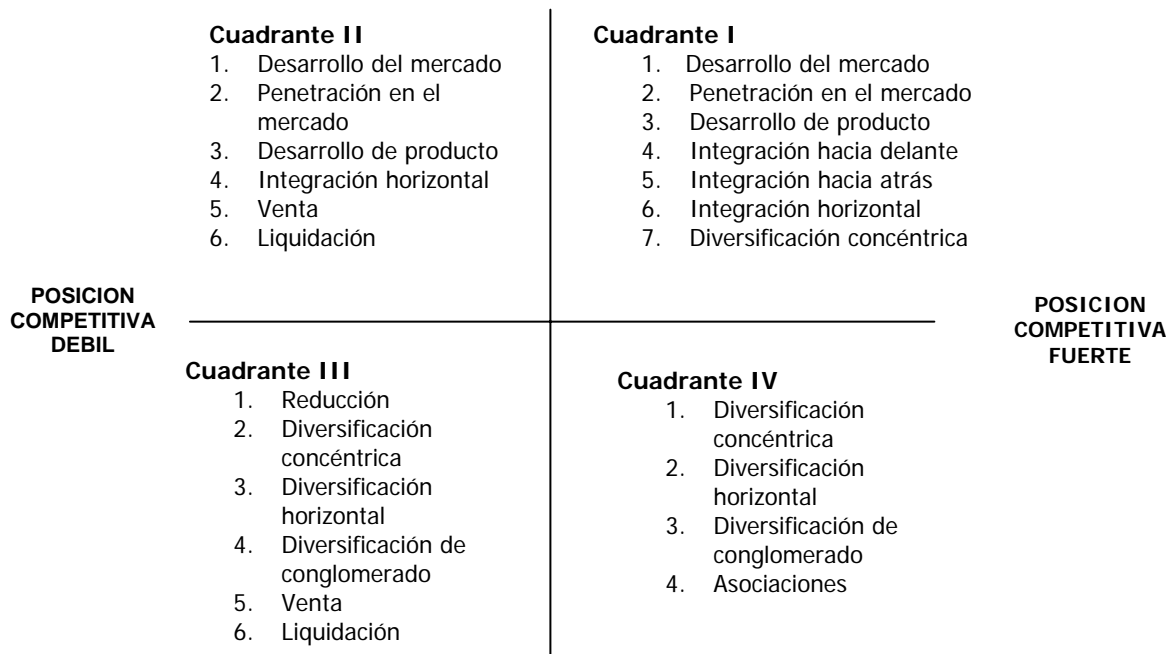 Cuadrante II
1. Desarrollo del mercado
2. Penetración en el
mercado
3. Desarrollo de producto
4. Integración horizontal
5. Venta
6. Liquidación
Cuadrante I
1. Desarrollo del mercado
2. Penetración en el mercado
3. Desarrollo de producto
4. Integración hacia delante
5. Integración hacia atrás
6. Integración horizontal
7. Diversificación concéntrica
POSICION
COMPETITIVA
DEBIL
POSICION
COMPETITIVA
FUERTE
Cuadrante III
1. Reducción
2. Diversificación
concéntrica
3. Diversificación
horizontal
4. Diversificación de
conglomerado
5. Venta
6. Liquidación
Cuadrante IV
1. Diversificación
concéntrica
2. Diversificación
horizontal
3. Diversificación de
conglomerado
4. Asociaciones